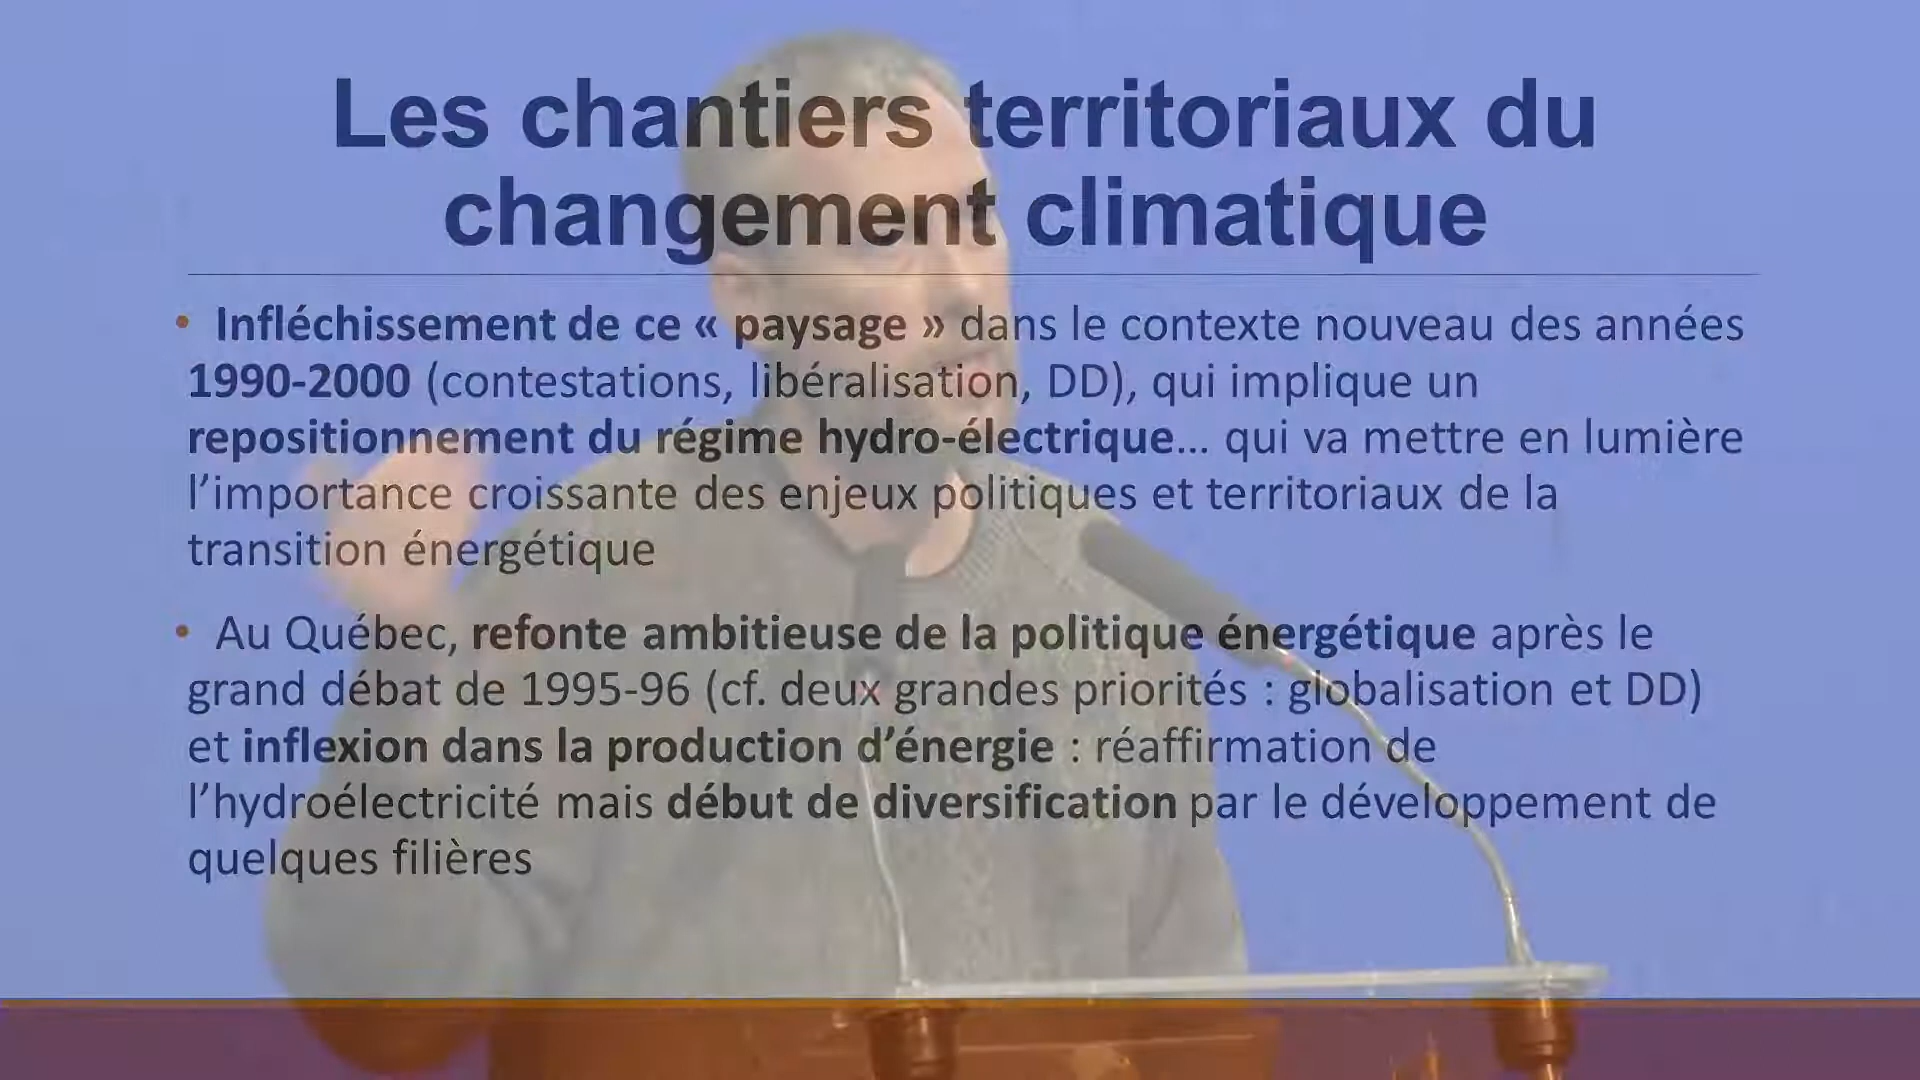 Les chantiers territoriaux du
changement climatique
• Infléchissement de ce « paysage » dans le contexte nouveau des années
1990-2000 (contestations, libéralisation, DD), qui implique un
repositionnement du régime hydro-électrique… qui va mettre en lumière
l’importance croissante des enjeux politiques et territoriaux de la
transition énergétique
• Au Québec, refonte ambitieuse de la politique énergétique après le
grand débat de 1995-96 (cf. deux grandes priorités : globalisation et DD)
et inflexion dans la production d’énergie : réaffirmation de
l’hydroélectricité mais début de diversification par le développement de
quelques filières